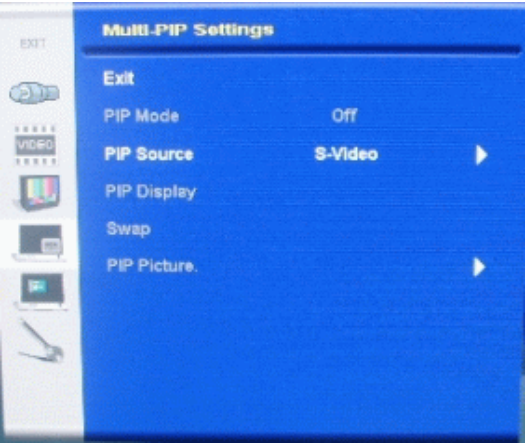 Multi-PIP Settings
EXIT
Exit
PIP Mode Off
VIDEO
PIP Source S-Video
PIP Display
Swap
PIP Picture.